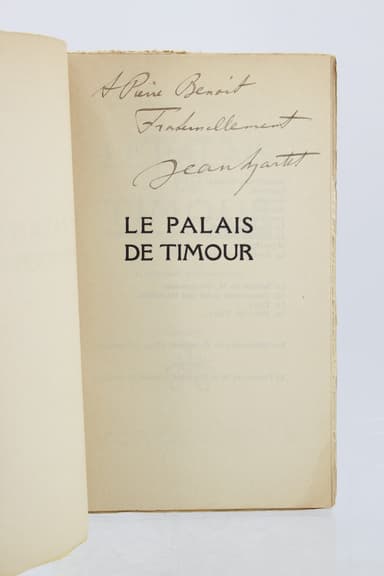 A Pierre Benoit
Fraternellement
Jean Martet
LE PALAIS
DE TIMOUR